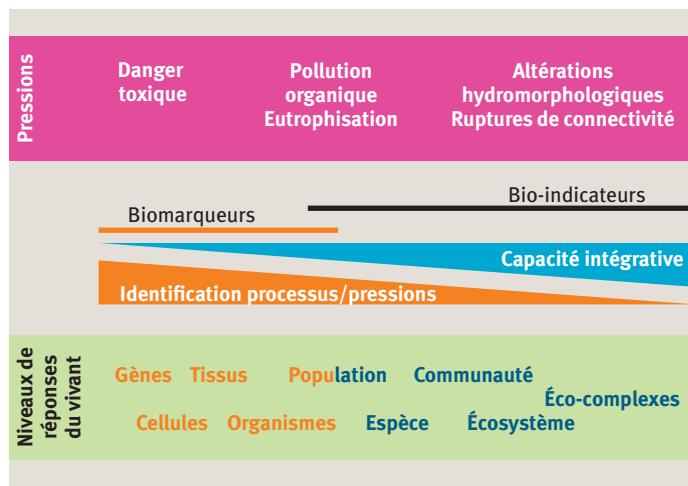 Pressions
Danger
toxique
Pollution
organique
Eutrophisation
Altérations
hydromorphologiques
Ruptures de connectivité
Bio-indicateurs
Biomarqueurs
Capacité intégrative
Identification processus/pressions
Niveaux de
réponses
du vivant
Gènes Tissus Population Communauté
Éco-complexes
Cellules Organismes Espèce Écosystème